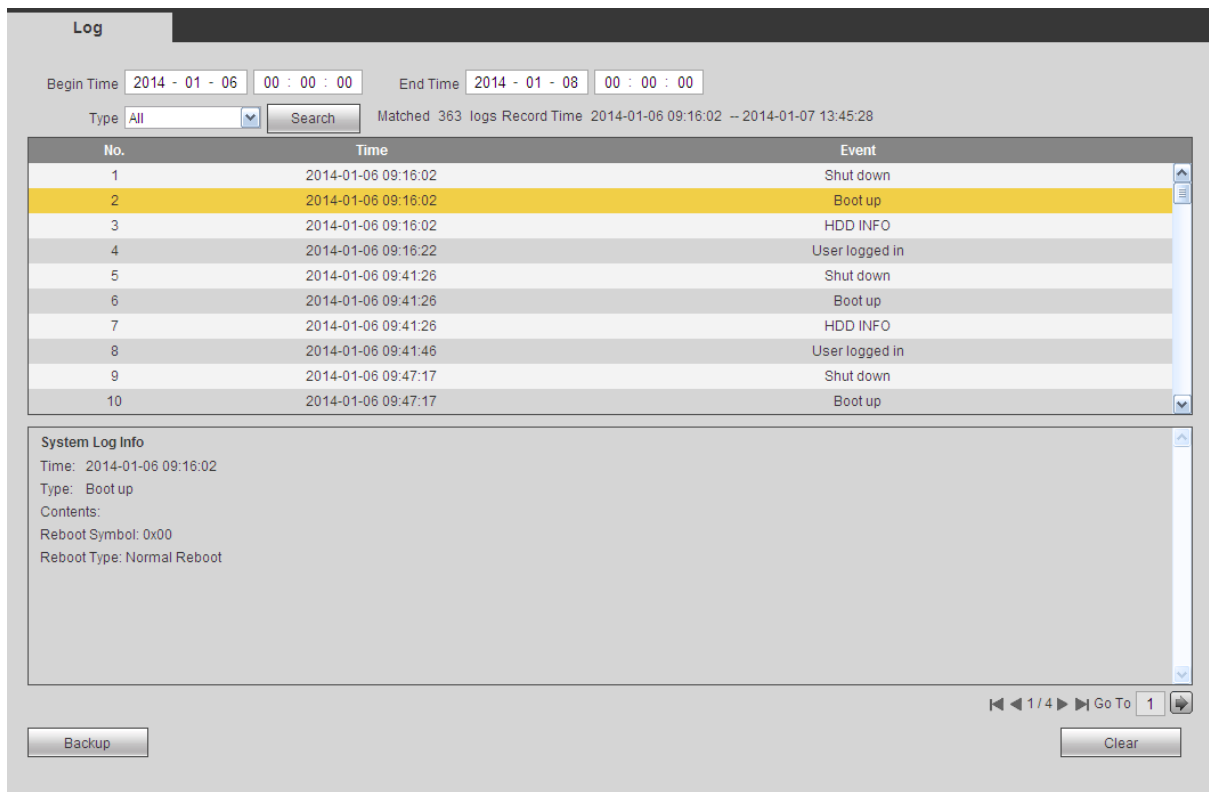 Log
Begin Time 2014 - 01 - 06 00 : 00 : 00 End Time 2014 - 01 - 08 00 : 00 : 00
Type All Search Matched 363 logs Record Time 2014-01-06 09:16:02 -- 2014-01-07 13:45:28
No. Time Event
1 2014-01-06 09:16:02 Shut down
2 2014-01-06 09:16:02 Boot up
3 2014-01-06 09:16:02 HDD INFO
4 2014-01-06 09:16:22 User logged in
5 2014-01-06 09:41:26 Shut down
6 2014-01-06 09:41:26 Boot up
7 2014-01-06 09:41:26 HDD INFO
8 2014-01-06 09:41:46 User logged in
9 2014-01-06 09:47:17 Shut down
10 2014-01-06 09:47:17 Boot up
System Log Info
Time: 2014-01-06 09:16:02
Type: Boot up
Contents:
Reboot Symbol: 0x00
Reboot Type: Normal Reboot
1 / 4 Go To 1
Backup Clear